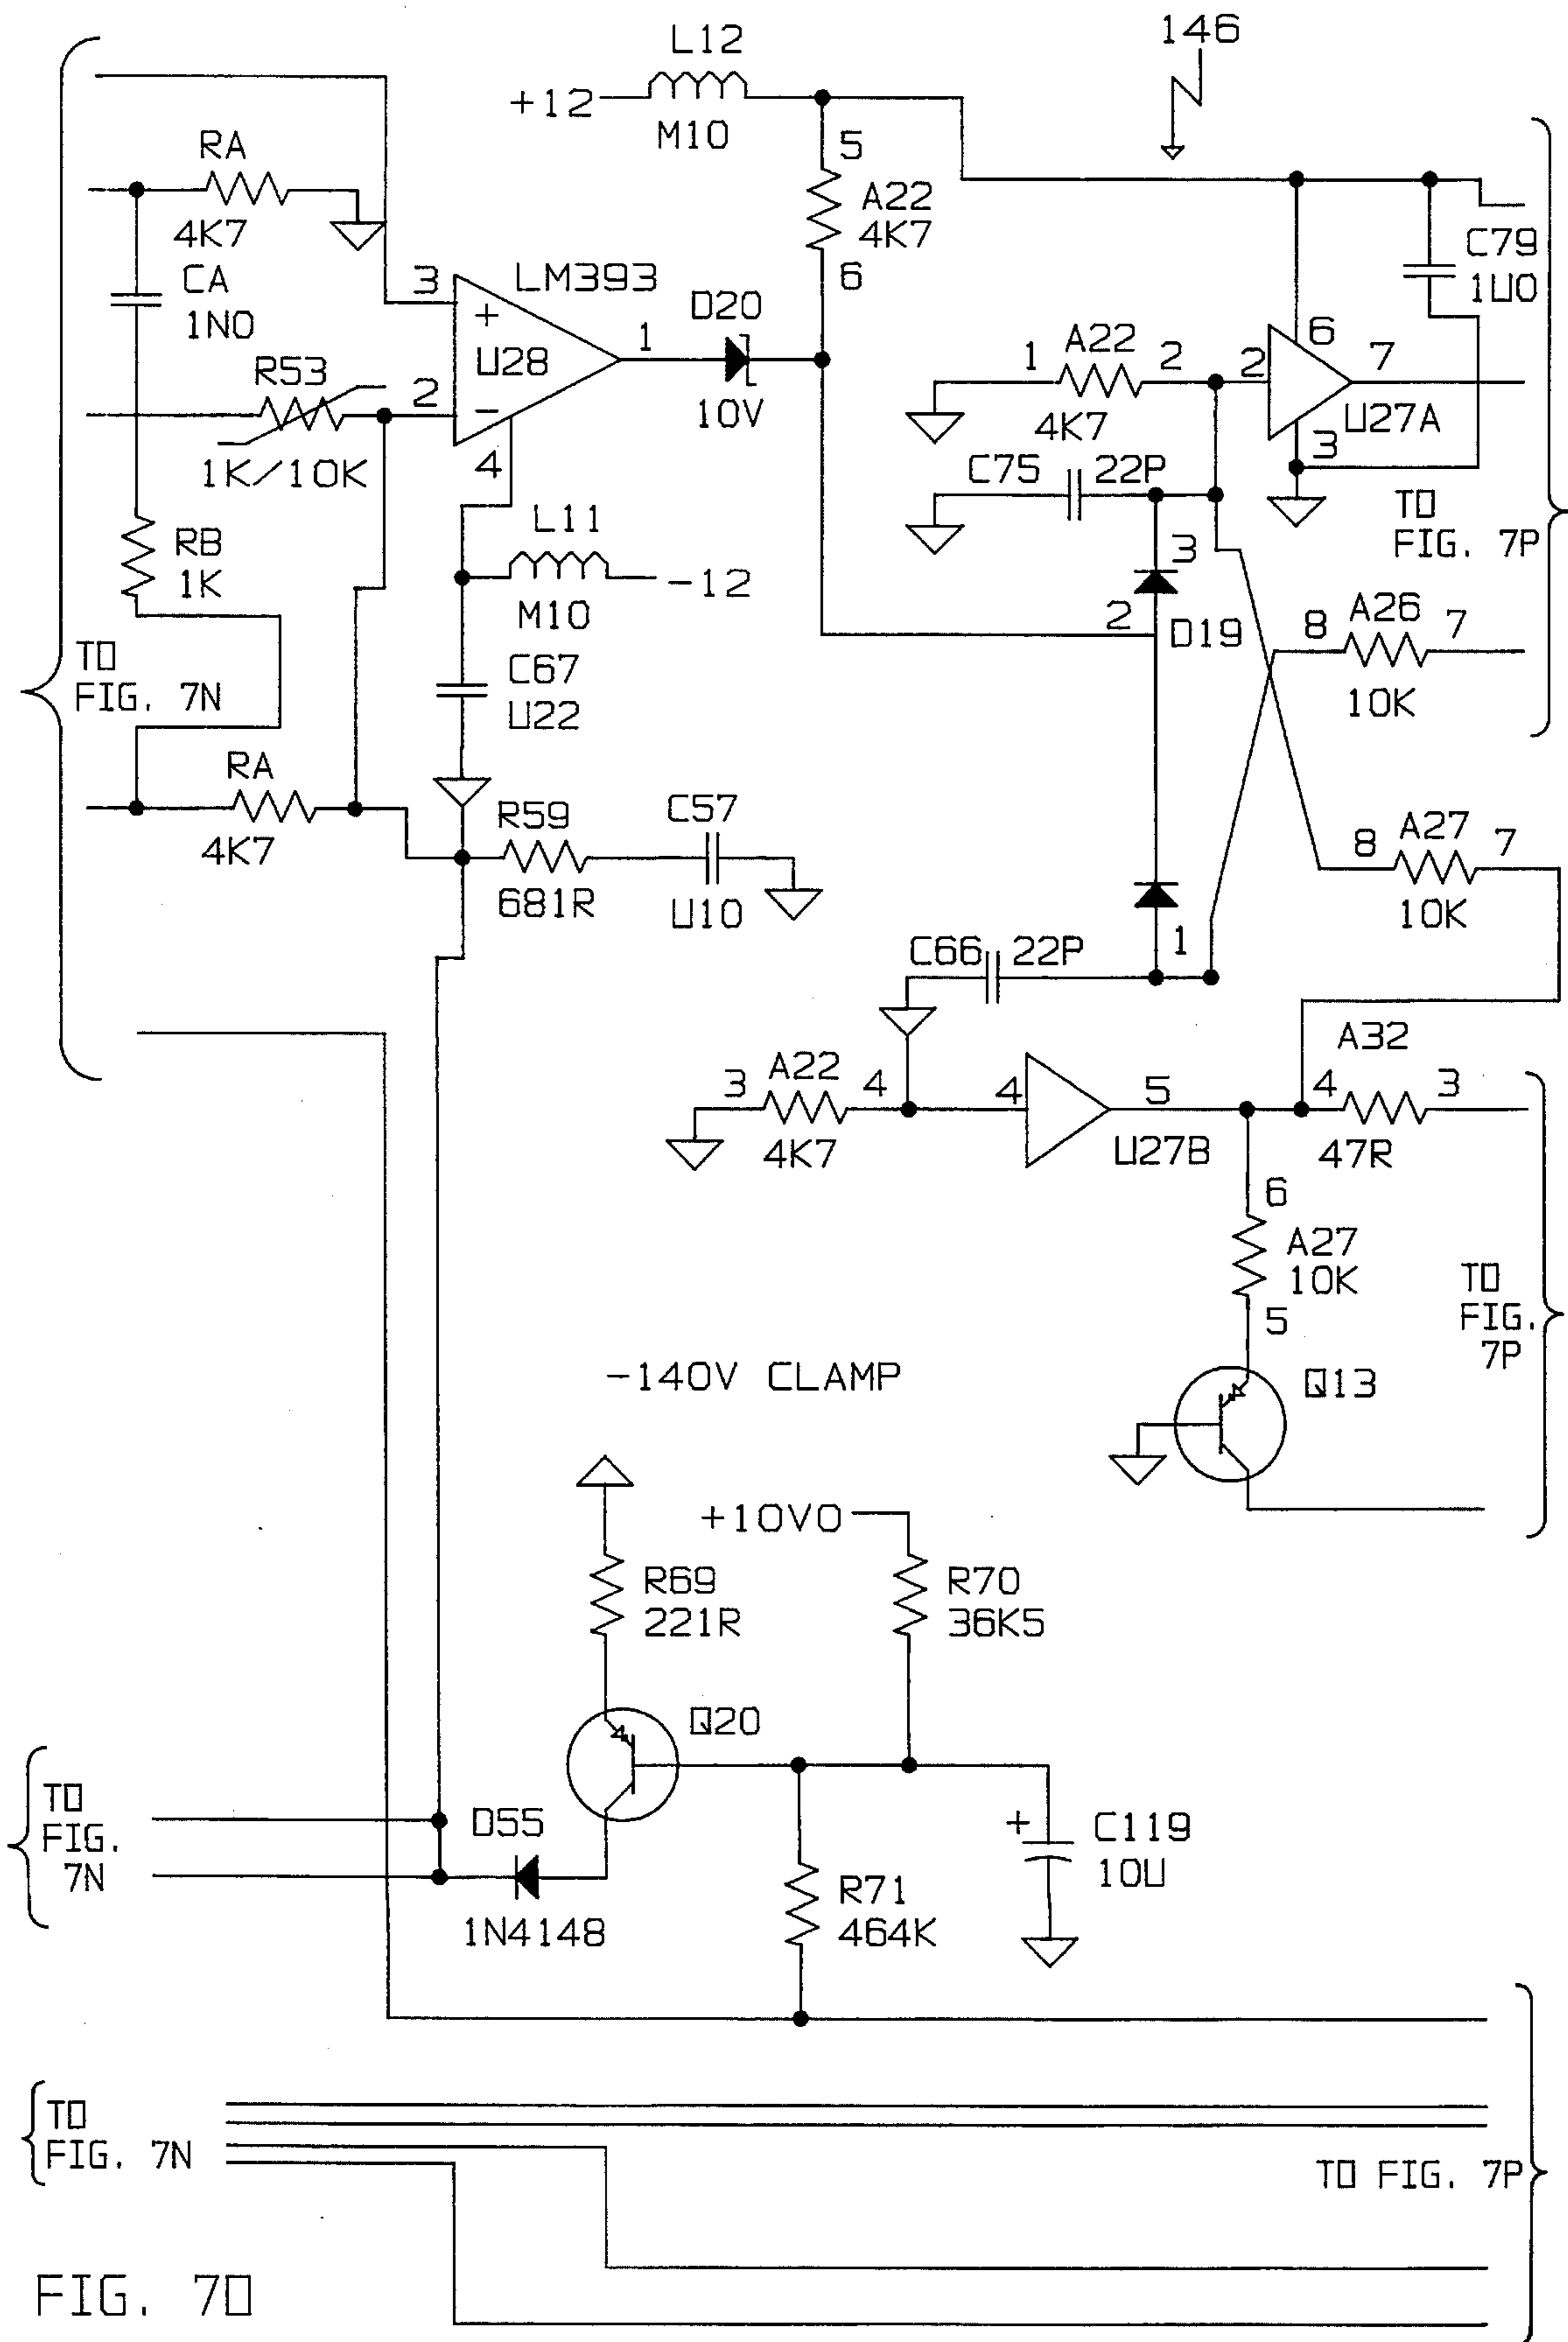 146
L12
+12
M10
5
A22
4K7
6
RA
4K7
CA
1N0
C79
1U0
3
LM393
+
U28
1
D20
10V
R53
2
-
1K/10K
4
1
A22
2
4K7
2
6
7
U27A
3
C75
22P
TO
FIG. 7P
RB
1K
L11
-12
M10
3
2
D19
8
A26
7
10K
TO
FIG. 7N
C67
U22
RA
4K7
R59
681R
C57
U10
8
A27
7
10K
C66
22P
1
A32
3
A22
4
4K7
4
5
U27B
4
3
47R
6
A27
10K
5
TO
FIG.
7P
-140V CLAMP
Q13
+10V0
R69
221R
R70
36K5
Q20
TO
FIG.
7N
D55
1N4148
+
C119
10U
R71
464K
TO
FIG. 7N
TO FIG. 7P
FIG. 7O